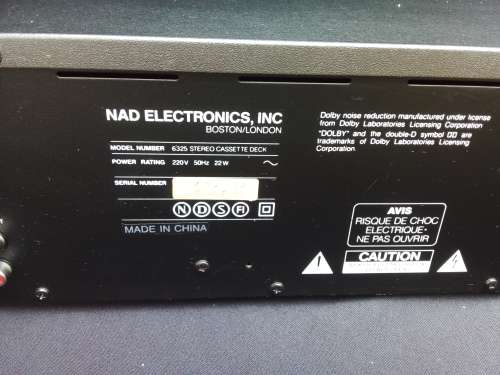 NAD ELECTRONICS, INC
BOSTON/LONDON
MODEL NUMBER 6325 STEREO CASSETTE DECK
POWER RATING 220V 50Hz 22W ~
SERIAL NUMBER
N D S FI
MADE IN CHINA
Dolby noise reduction manufactured under license
from Dolby Laboratories Licensing Corporation
"DOLBY" and the double-D symbol DD are
trademarks of Dolby Laboratories Licensing
Corporation.
AVIS
RISQUE DE CHOC
ELECTRIQUE-
NE PAS OUVRIR
CAUTION